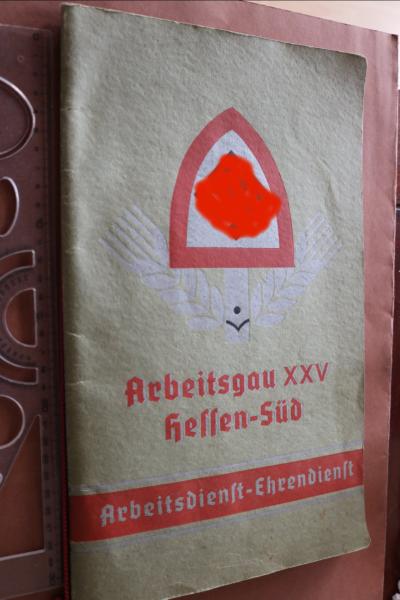 Arbeitsgau XXV
Heſſen-Süd
Arbeitsdienſt-Ehrendienſt